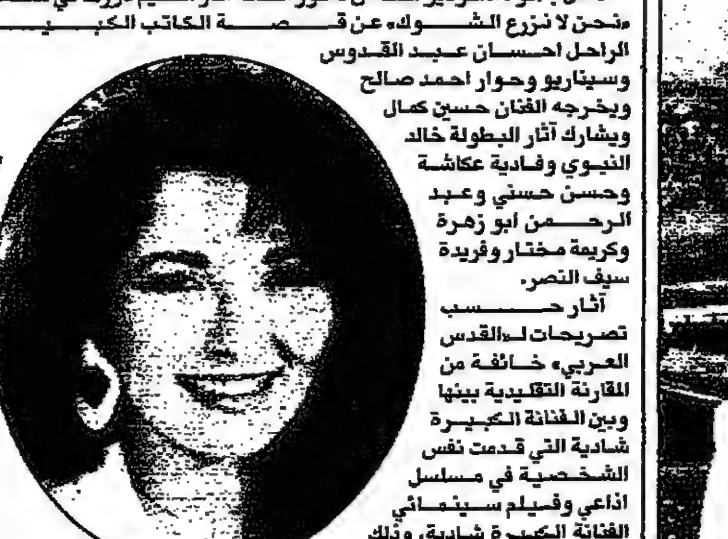 «نحن لا نزرع الشوك» عن قصة الكاتب الكبير
الراحل احسان عبد القدوس
وسيناريو وحوار احمد صالح
ويخرجه الفنان حسين كمال
ويشارك آثار البطولة خالد
النبوي وفادية عكاشة
وحسن حسني وعبد
الرحمن أبو زهرة
وكريمة مختار وفريدة
سيف النصر.
آثار حسب
تصريحات لـ«القدس
العربي» خائفة من
المقارنة التقليدية بينها
وبين الفنانة الكبيرة
شادية التي قدمت نفس
الشخصية في مسلسل
اذاعي وفيلم سينمائي
الفنانة الكبيرة شادية، وذلك